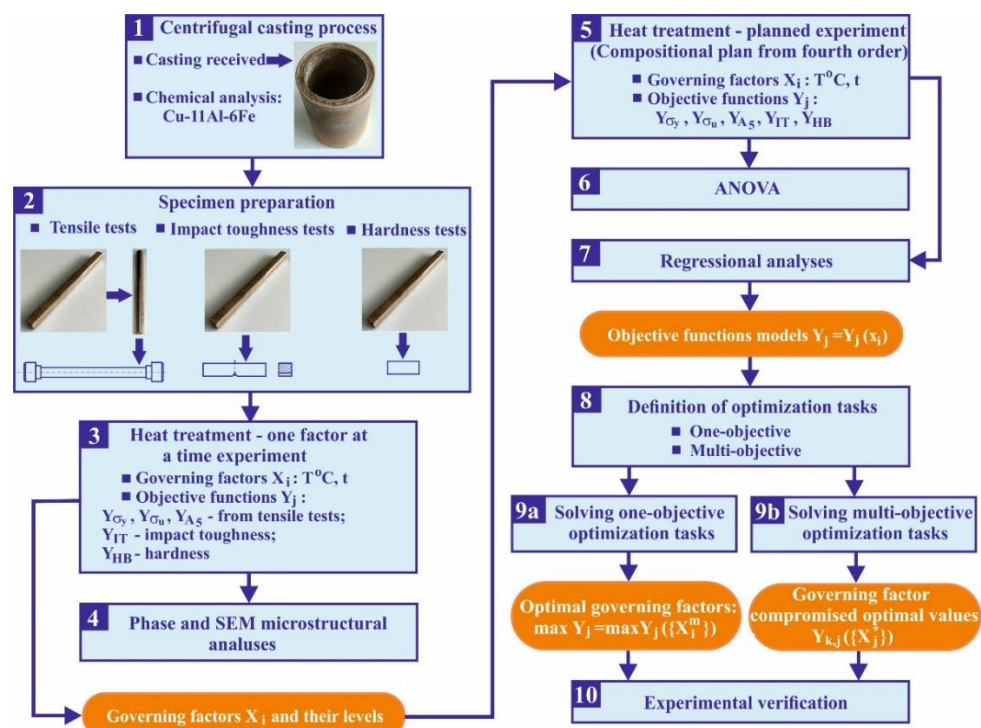 1
Centrifugal casting process
■ Casting received
■ Chemical analysis:
Cu-11Al-6Fe
2
Specimen preparation
■ Tensile tests ■ Impact toughness tests ■ Hardness tests
3
Heat treatment - one factor at
a time experiment
■ Governing factors Xi : T°C, t
■ Objective functions Yj :
Yσy , Yσu , YA5 - from tensile tests;
YIT - impact toughness;
YHB - hardness
4
Phase and SEM microstructural
analuses
Governing factors Xi and their levels
5
Heat treatment - planned experiment
(Compositional plan from fourth order)
■ Governing factors Xi : T°C, t
■ Objective functions Yj :
Yσy , Yσu , YA5 , YIT , YHB
6
ANOVA
7
Regressional analyses
Objective functions models Yj =Yj (xi)
8
Definition of optimization tasks
■ One-objective
■ Multi-objective
9a
Solving one-objective
optimization tasks
Optimal governing factors:
max Yj =maxYj ({Xi^m})
9b
Solving multi-objective
optimization tasks
Governing factor
compromised optimal values
Yk,j ({Xj^*})
10
Experimental verification